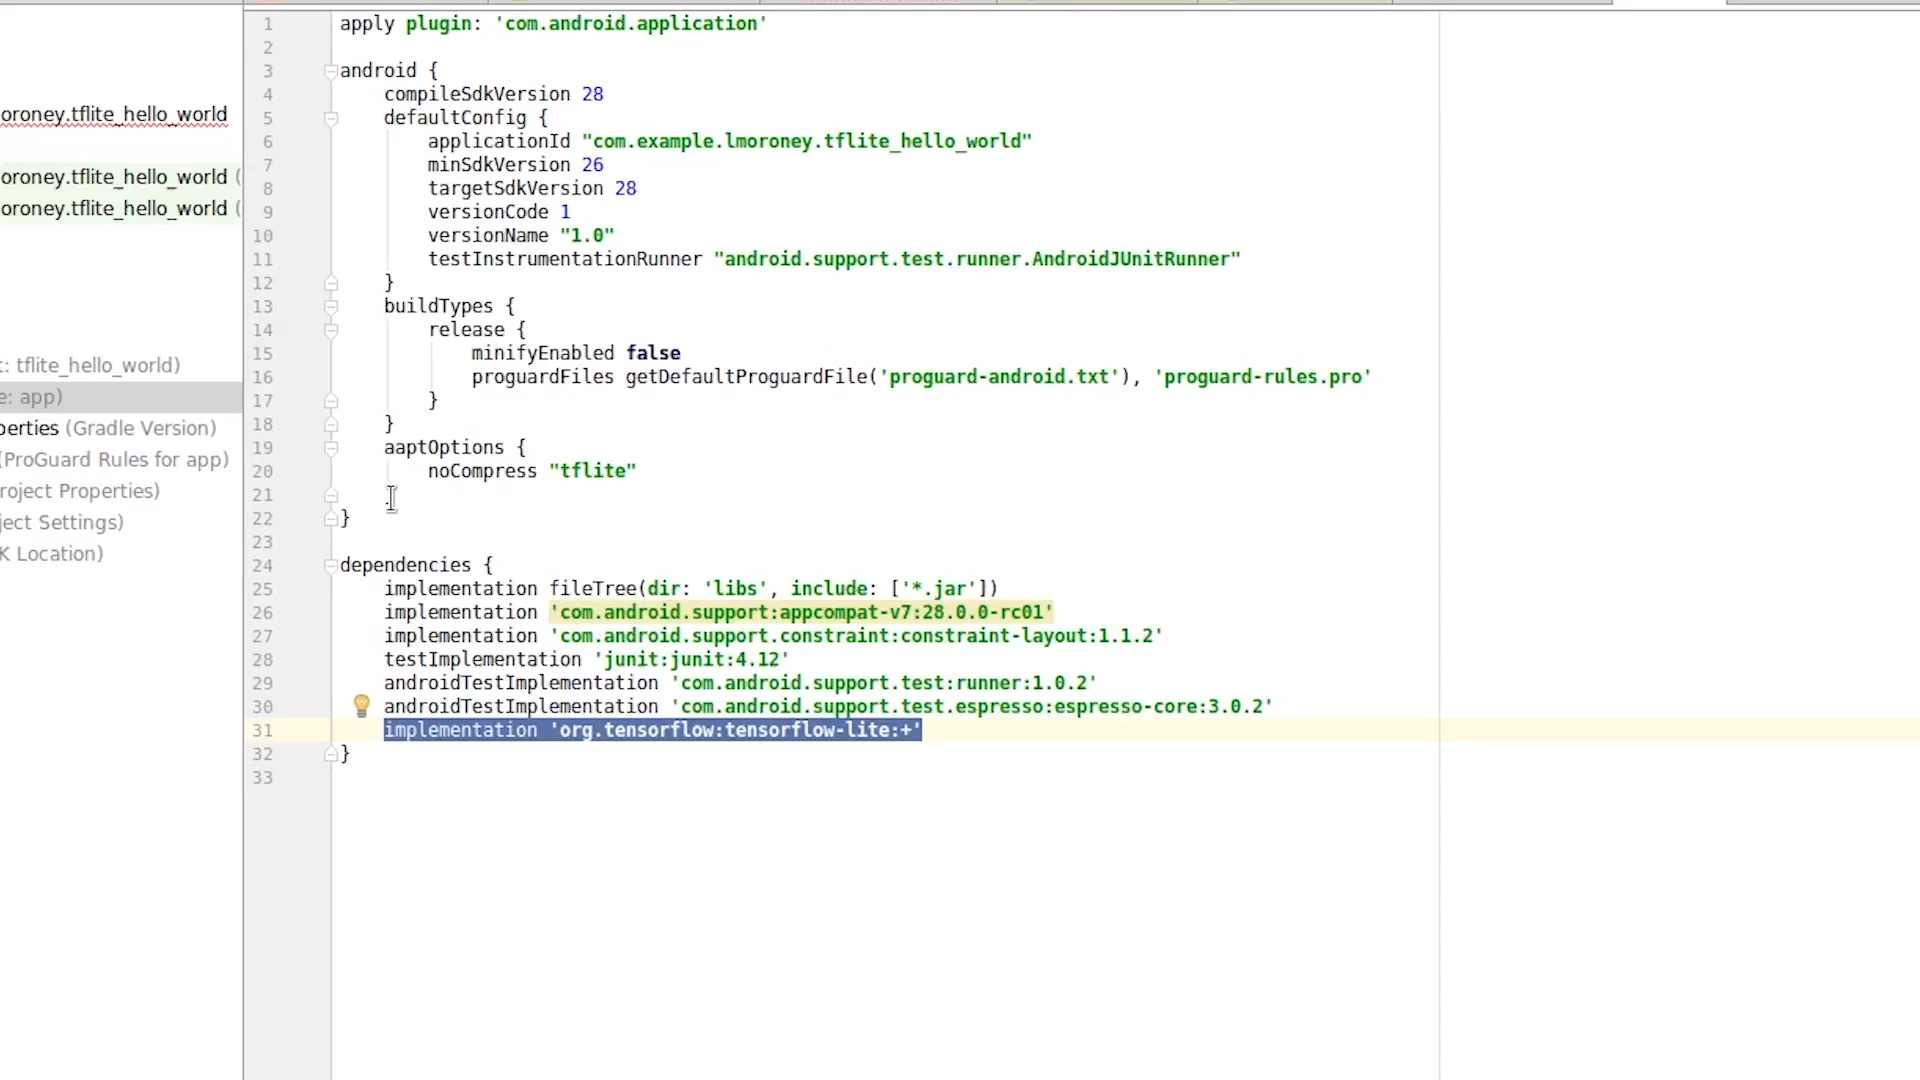 oroney.tflite_hello_world
oroney.tflite_hello_world (
oroney.tflite_hello_world (
t: tflite_hello_world)
e: app)
perties (Gradle Version)
(ProGuard Rules for app)
roject Properties)
ject Settings)
K Location)
1 apply plugin: 'com.android.application'
2
3 android {
4 compileSdkVersion 28
5 defaultConfig {
6 applicationId "com.example.lmoroney.tflite_hello_world"
7 minSdkVersion 26
8 targetSdkVersion 28
9 versionCode 1
10 versionName "1.0"
11 testInstrumentationRunner "android.support.test.runner.AndroidJUnitRunner"
12 }
13 buildTypes {
14 release {
15 minifyEnabled false
16 proguardFiles getDefaultProguardFile('proguard-android.txt'), 'proguard-rules.pro'
17 }
18 }
19 aaptOptions {
20 noCompress "tflite"
21
22 }
23
24 dependencies {
25 implementation fileTree(dir: 'libs', include: ['*.jar'])
26 implementation 'com.android.support:appcompat-v7:28.0.0-rc01'
27 implementation 'com.android.support.constraint:constraint-layout:1.1.2'
28 testImplementation 'junit:junit:4.12'
29 androidTestImplementation 'com.android.support.test:runner:1.0.2'
30 androidTestImplementation 'com.android.support.test.espresso:espresso-core:3.0.2'
31 implementation 'org.tensorflow:tensorflow-lite:+'
32 }
33